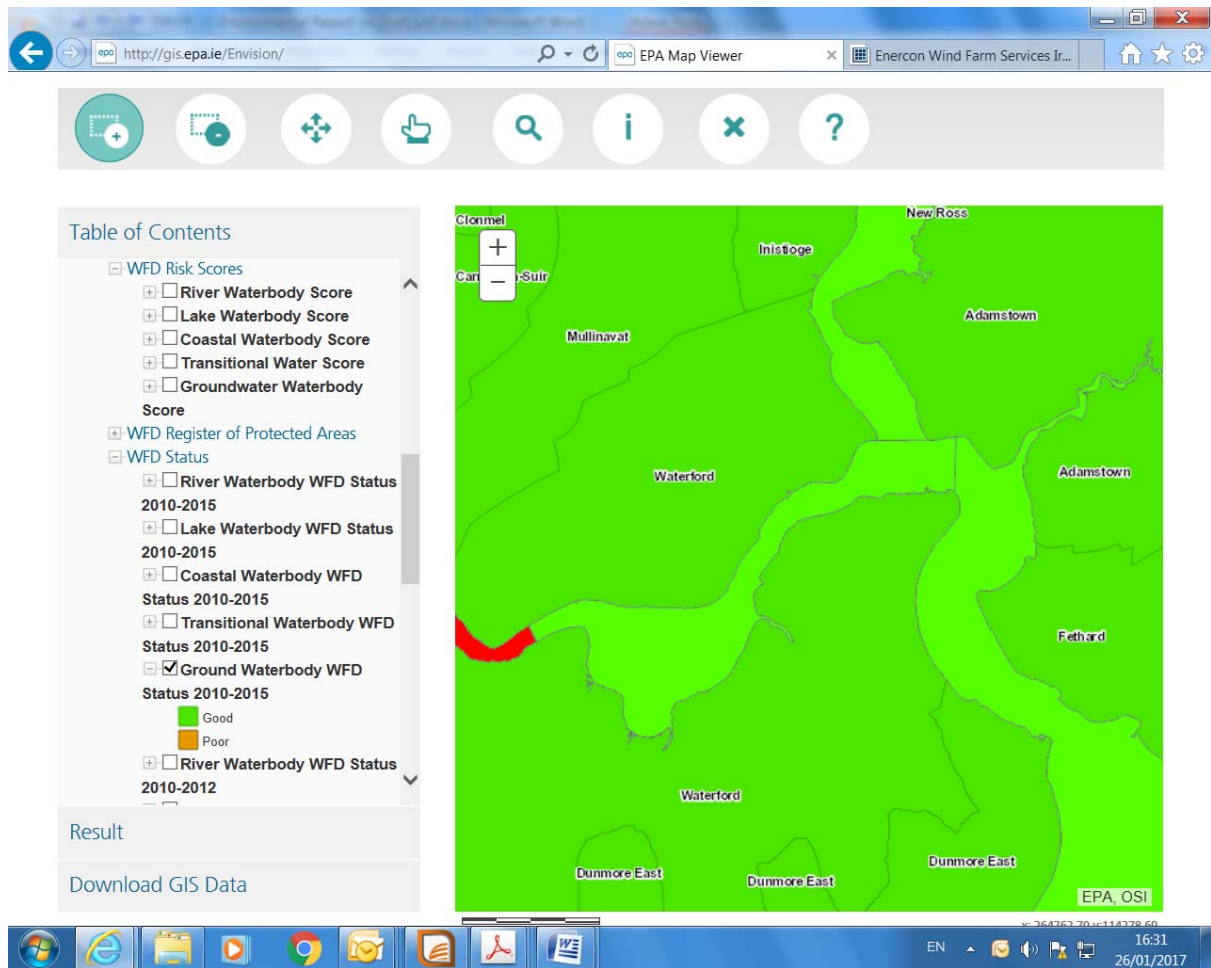 http://gis.epa.ie/Envision/
epa EPA Map Viewer
Enercon Wind Farm Services Ir...
Table of Contents
WFD Risk Scores
River Waterbody Score
Lake Waterbody Score
Coastal Waterbody Score
Transitional Water Score
Groundwater Waterbody
Score
WFD Register of Protected Areas
WFD Status
River Waterbody WFD Status
2010-2015
Lake Waterbody WFD Status
2010-2015
Coastal Waterbody WFD
Status 2010-2015
Transitional Waterbody WFD
Status 2010-2015
Ground Waterbody WFD
Status 2010-2015
Good
Poor
River Waterbody WFD Status
2010-2012
Result
Download GIS Data
Clonmel
New Ross
Inistioge
-Suir
Adamstown
Mullinavat
Waterford
Adamstown
Fethard
Waterford
Dunmore East
Dunmore East
Dunmore East
EPA, OSI
EN
16:31
26/01/2017